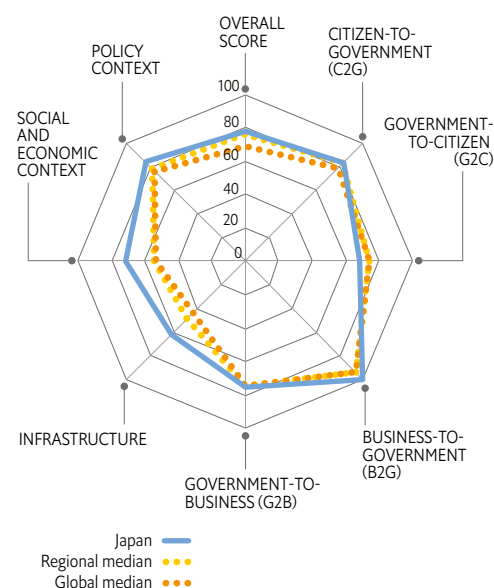 OVERALL
SCORE
CITIZEN-TO-
GOVERNMENT
(C2G)
POLICY
CONTEXT
SOCIAL
AND
ECONOMIC
CONTEXT
GOVERNMENT-
TO-CITIZEN
(G2C)
100
80
60
40
20
0
INFRASTRUCTURE
BUSINESS-TO-
GOVERNMENT
(B2G)
GOVERNMENT-TO-
BUSINESS (G2B)
Japan
Regional median
Global median